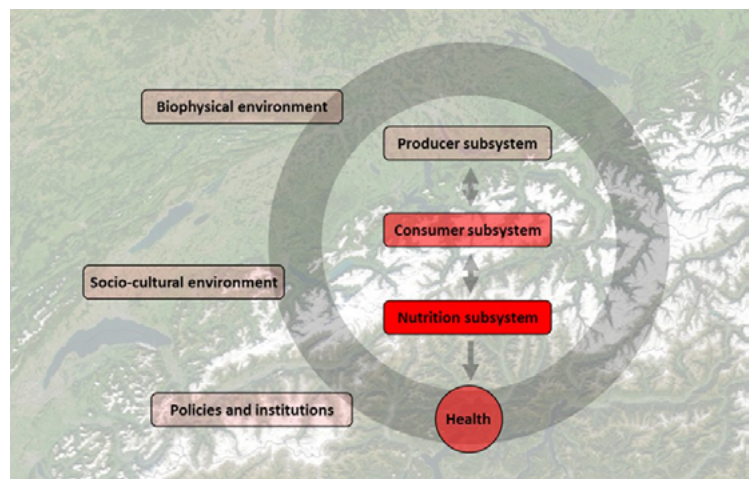 Biophysical environment
Producer subsystem
Consumer subsystem
Socio-cultural environment
Nutrition subsystem
Policies and institutions
Health